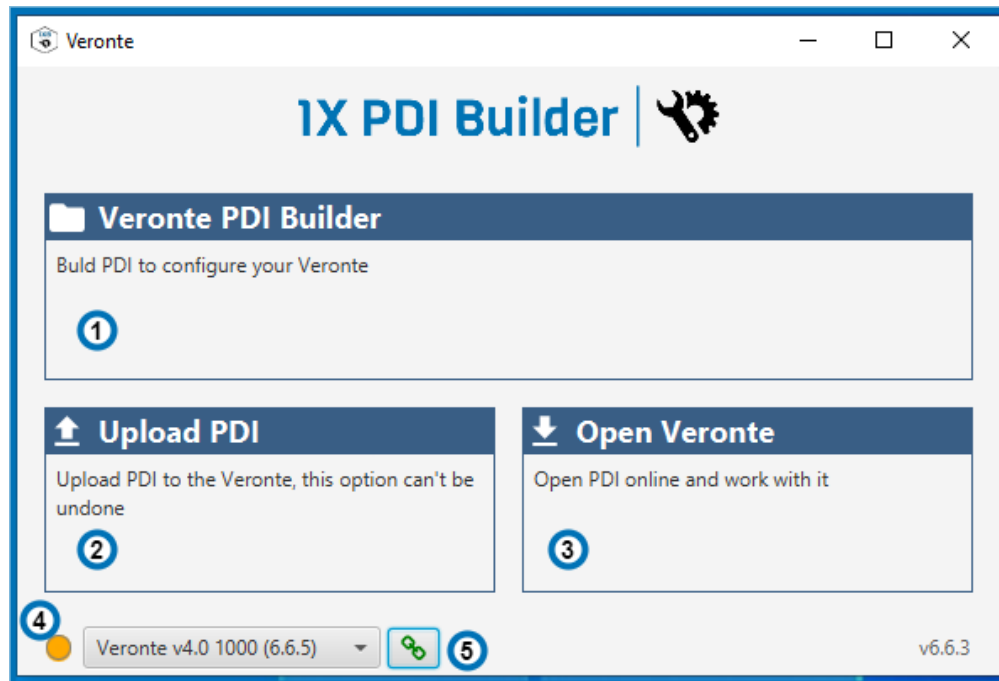 Veronte
1X PDI Builder
Veronte PDI Builder
Buld PDI to configure your Veronte
1
Upload PDI
Upload PDI to the Veronte, this option can't be
undone
2
Open Veronte
Open PDI online and work with it
3
4
Veronte v4.0 1000 (6.6.5)
5
v6.6.3